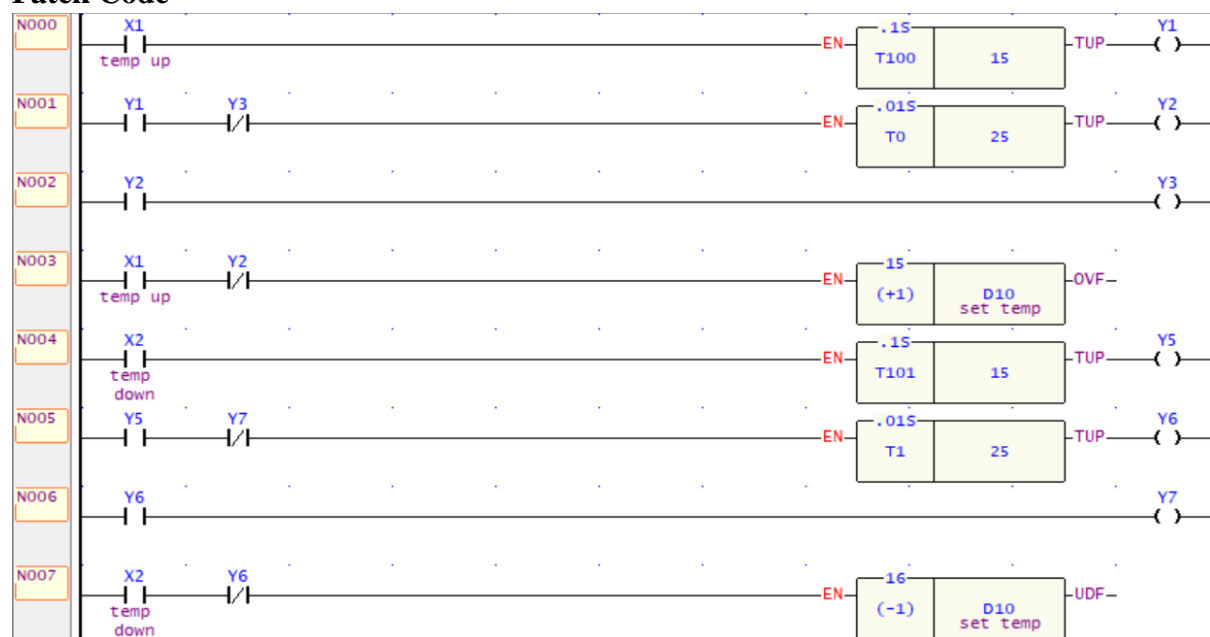 Patch Code
N000 X1 .1S Y1
EN TUP ( )
temp up T100 15
N001 Y1 Y3 .01S Y2
EN TUP ( )
T0 25
N002 Y2 Y3
( )
N003 X1 Y2 15
EN OVF
temp up (+1) D10
set temp
N004 X2 .1S Y5
EN TUP ( )
temp T101 15
down
N005 Y5 Y7 .01S Y6
EN TUP ( )
T1 25
N006 Y6 Y7
( )
N007 X2 Y6 16
EN UDF
temp (-1) D10
down set temp